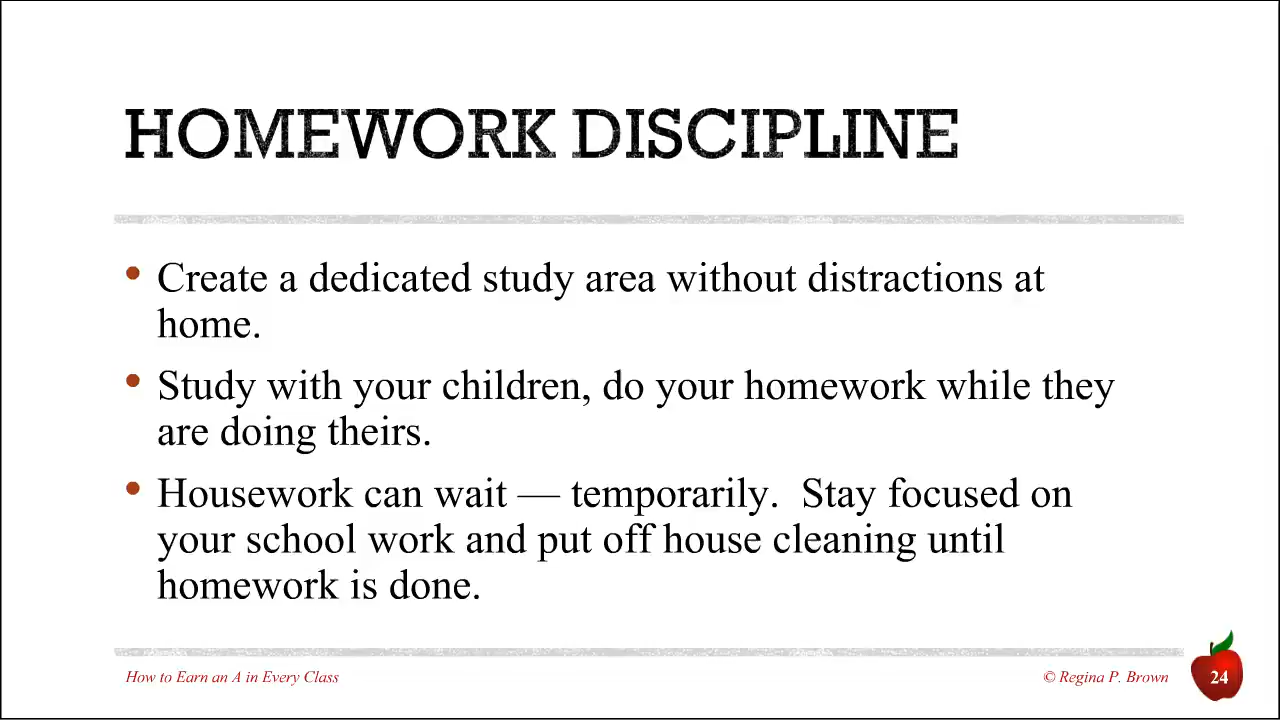 HOMEWORK DISCIPLINE
• Create a dedicated study area without distractions at
home.
• Study with your children, do your homework while they
are doing theirs.
• Housework can wait — temporarily.  Stay focused on
your school work and put off house cleaning until
homework is done.
How to Earn an A in Every Class
© Regina P. Brown
24